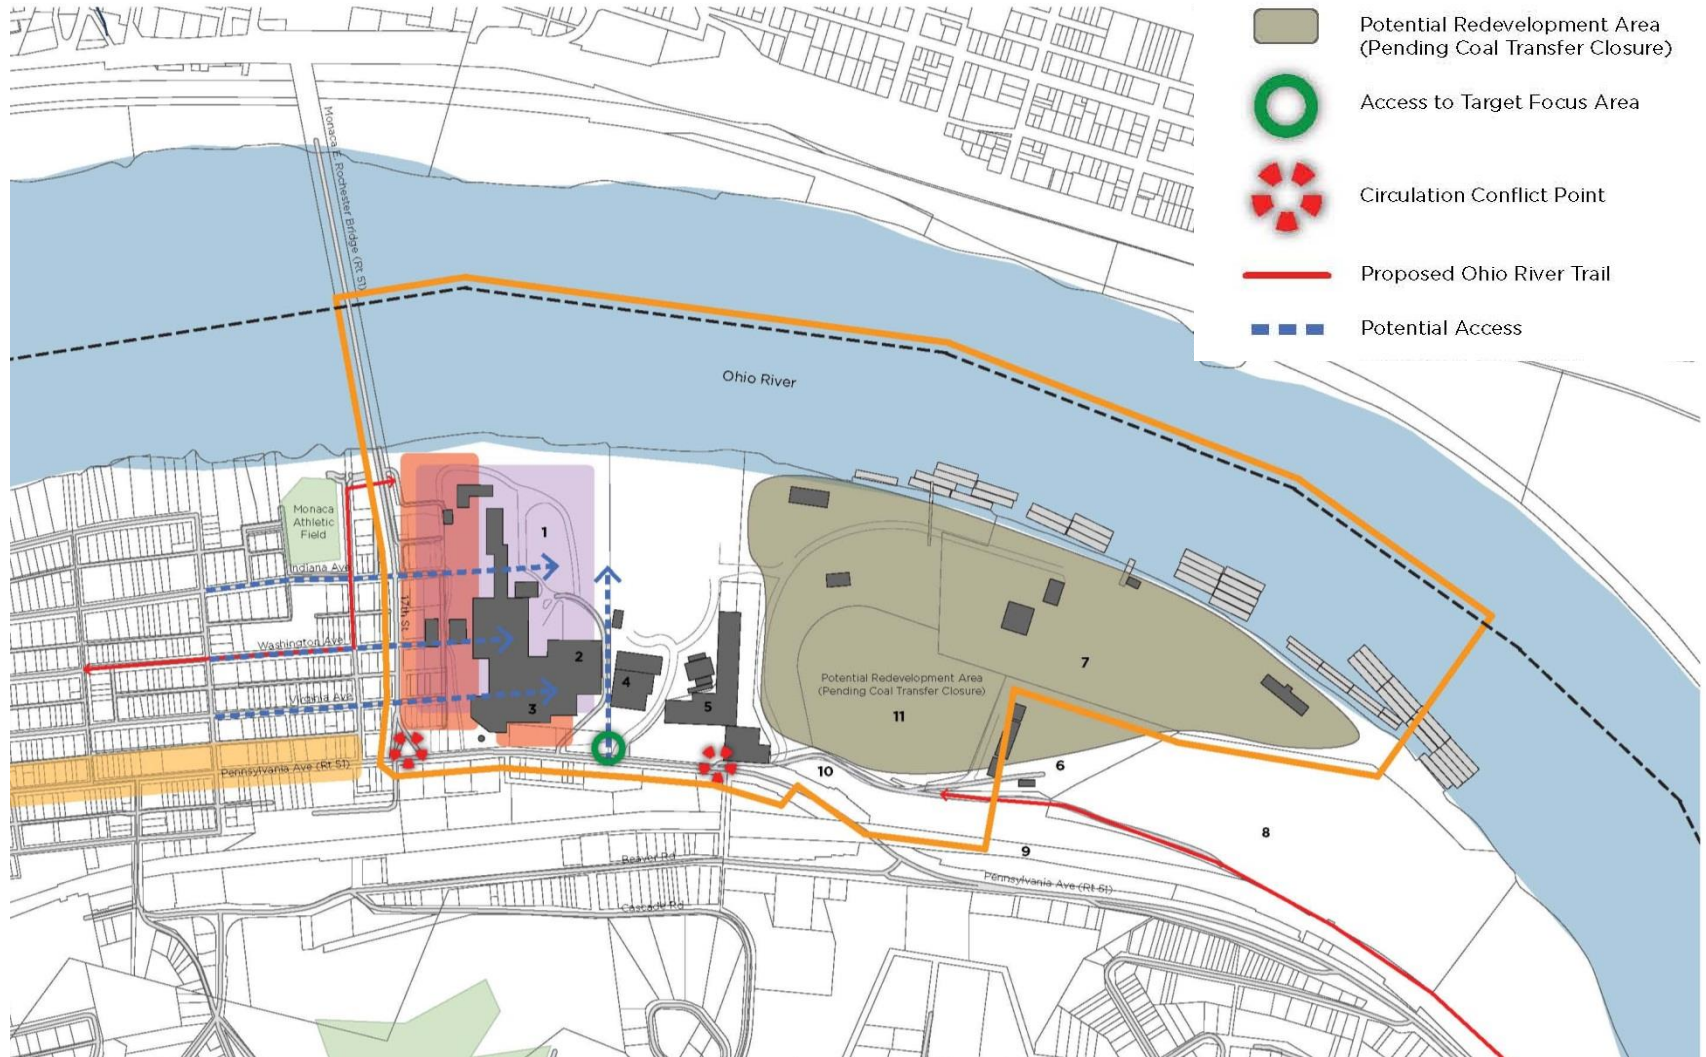 Potential Redevelopment Area
(Pending Coal Transfer Closure)
Access to Target Focus Area
Circulation Conflict Point
Proposed Ohio River Trail
Potential Access
Monaca E. Rochester Bridge (Rt 51)
Ohio River
Monaca
Athletic
Field
Indiana Ave
17th St
Washington Ave
Virginia Ave
Pennsylvania Ave (Rt 51)
1
2
3
4
5
7
Potential Redevelopment Area
(Pending Coal Transfer Closure)
11
10
6
8
9
Beaver Rd
Pennsylvania Ave (Rt 51)
Cascade Rd